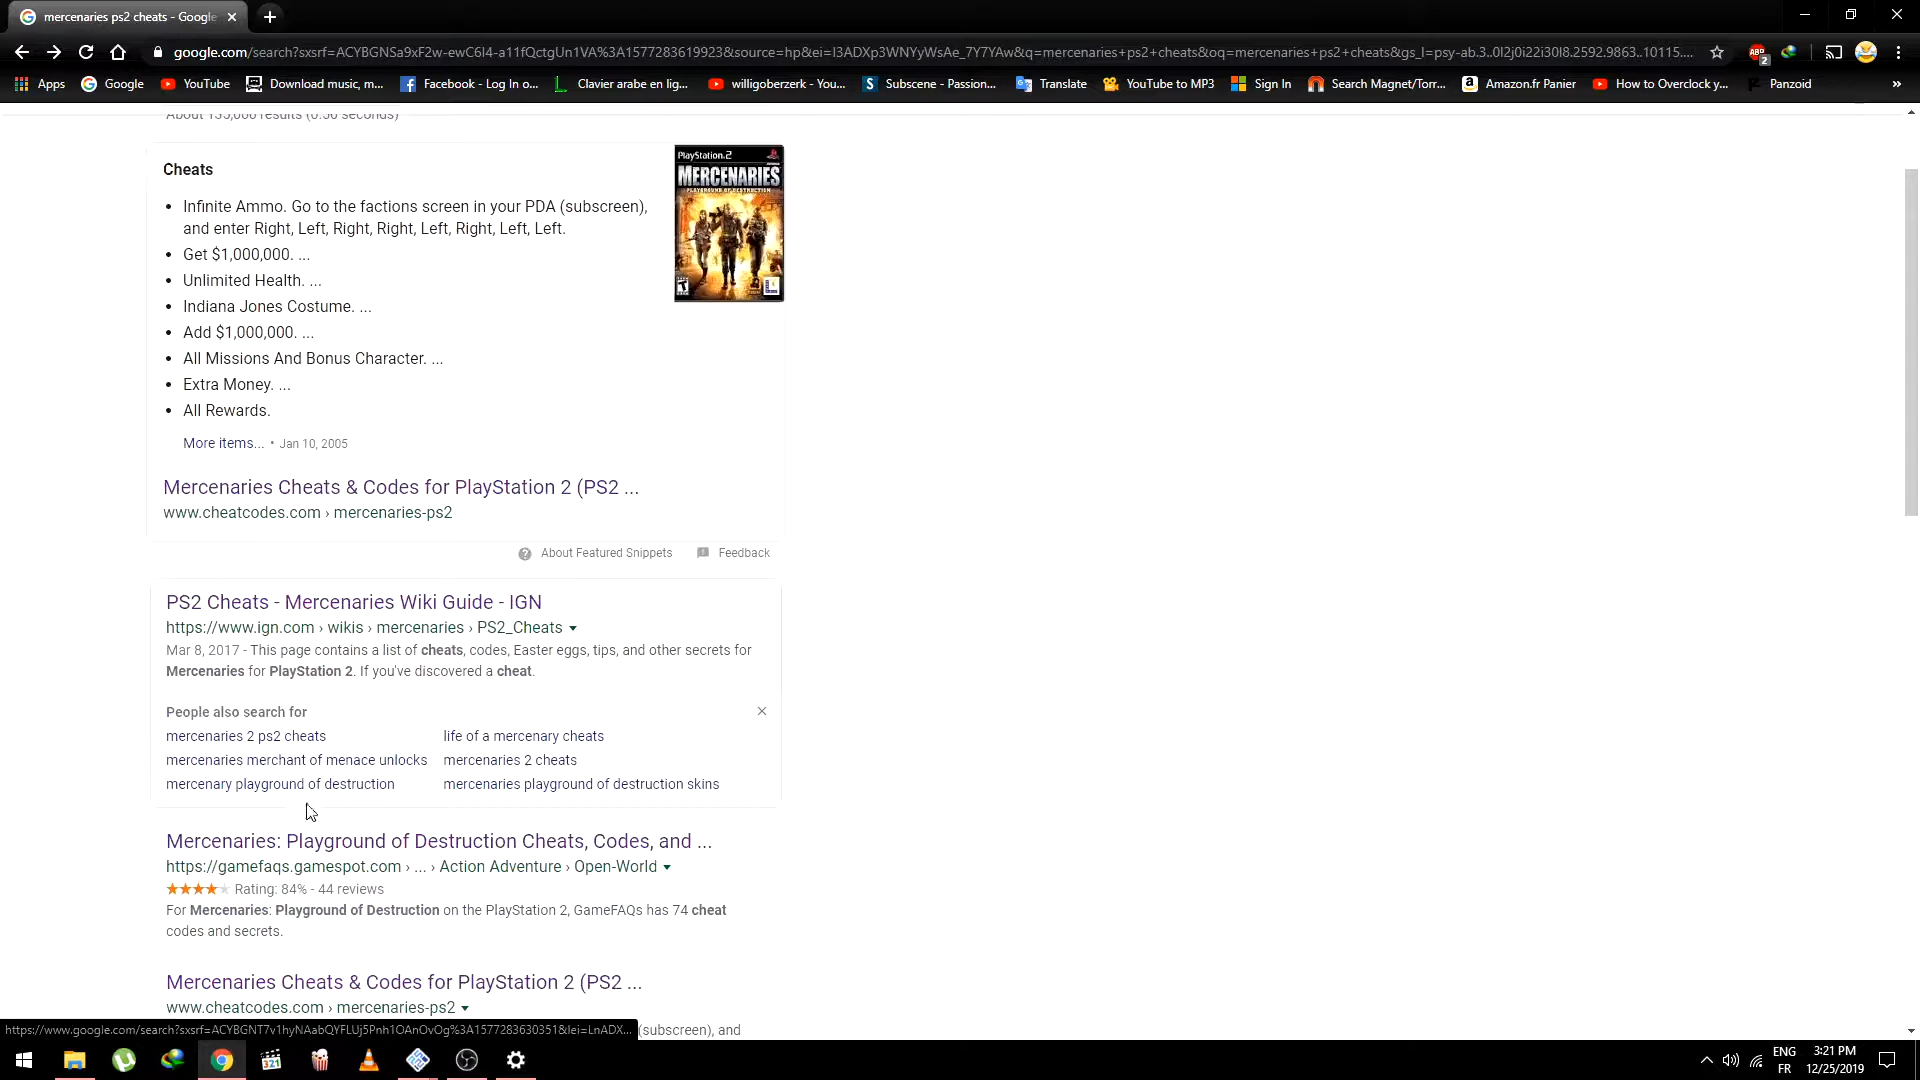 mercenaries ps2 cheats - Google
google.com/search?sxsrf=ACYBGNSa9xF2w-ewC6l4-a11fQctgUn1VA%3A1577283619923&source=hp&ei=I3ADXp3WNYyWsAe_7Y7YAw&q=mercenaries+ps2+cheats&oq=mercenaries+ps2+cheats&gs_l=psy-ab.3..0l2j0i22i30l8.2592.9863..10115....
Apps Google YouTube Download music, m... Facebook - Log In o... Clavier arabe en lig... willigoberzerk - You... Subscene - Passion... Translate YouTube to MP3 Sign In Search Magnet/Torr... Amazon.fr Panier How to Overclock y... Panzoid »
Cheats
• Infinite Ammo. Go to the factions screen in your PDA (subscreen),
and enter Right, Left, Right, Right, Left, Right, Left, Left.
• Get $1,000,000. ...
• Unlimited Health. ...
• Indiana Jones Costume. ...
• Add $1,000,000. ...
• All Missions And Bonus Character. ...
• Extra Money. ...
• All Rewards.
More items... • Jan 10, 2005
PlayStation 2
MERCENARIES
PLAYGROUND OF DESTRUCTION
Mercenaries Cheats & Codes for PlayStation 2 (PS2 ...
www.cheatcodes.com › mercenaries-ps2
About Featured Snippets Feedback
PS2 Cheats - Mercenaries Wiki Guide - IGN
https://www.ign.com › wikis › mercenaries › PS2_Cheats
Mar 8, 2017 - This page contains a list of cheats, codes, Easter eggs, tips, and other secrets for
Mercenaries for PlayStation 2. If you've discovered a cheat.
People also search for
mercenaries 2 ps2 cheats life of a mercenary cheats
mercenaries merchant of menace unlocks mercenaries 2 cheats
mercenary playground of destruction mercenaries playground of destruction skins
Mercenaries: Playground of Destruction Cheats, Codes, and ...
https://gamefaqs.gamespot.com › ... › Action Adventure › Open-World
Rating: 84% - 44 reviews
For Mercenaries: Playground of Destruction on the PlayStation 2, GameFAQs has 74 cheat
codes and secrets.
Mercenaries Cheats & Codes for PlayStation 2 (PS2 ...
www.cheatcodes.com › mercenaries-ps2
https://www.google.com/search?sxsrf=ACYBGNT7v1hyNAabQYFLUj5Pnh1OAnOvOg%3A1577283630351&lei=LnADX... (subscreen), and
ENG 3:21 PM
FR 12/25/2019